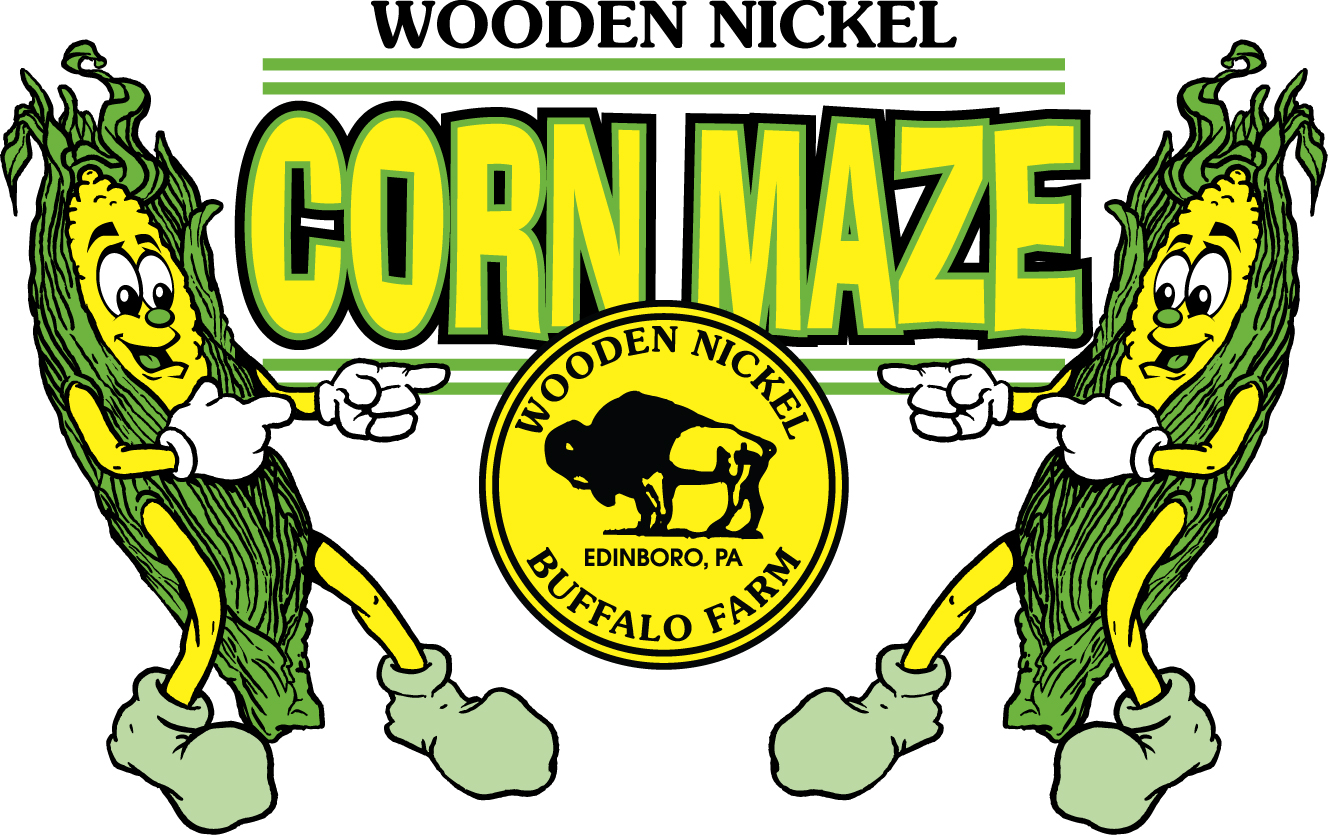 WOODEN NICKEL
CORN MAZE
WOODEN NICKEL
EDINBORO, PA
BUFFALO FARM